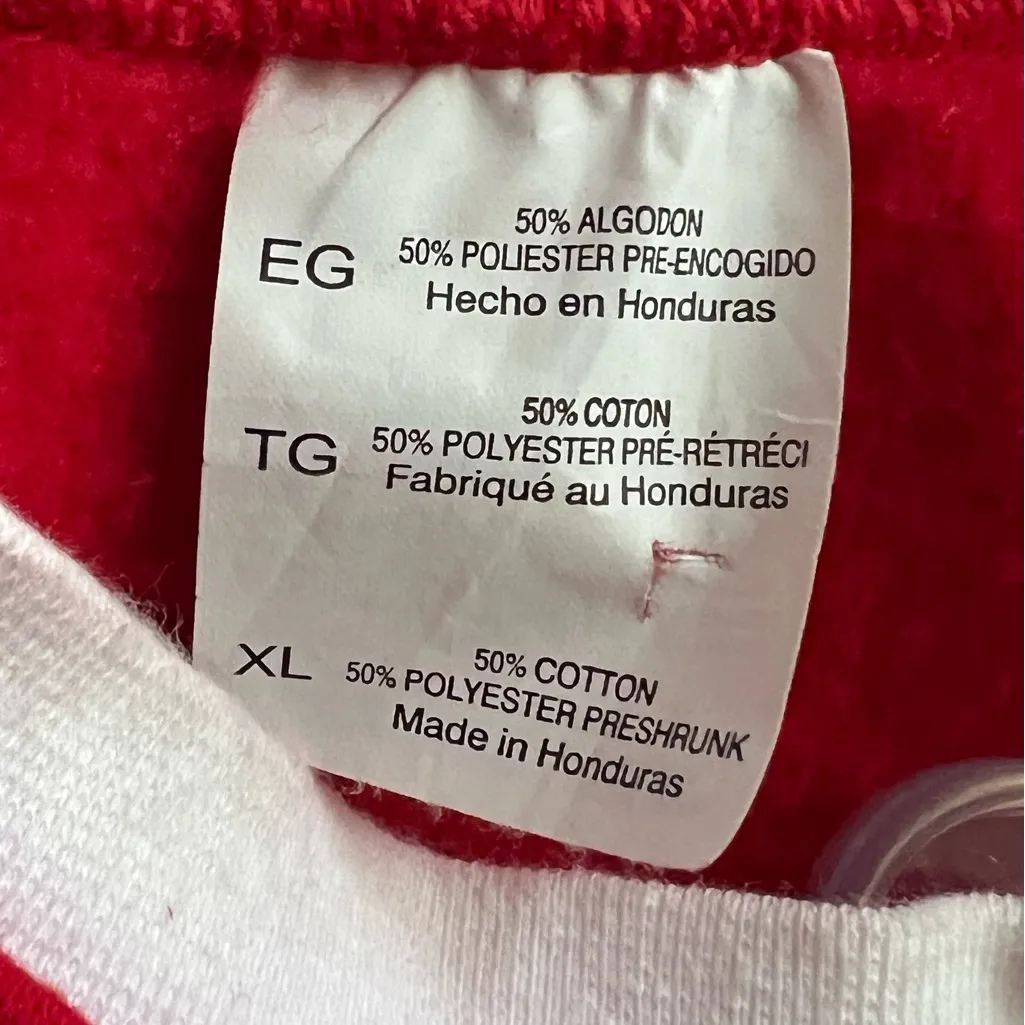 50% ALGODON
EG 50% POLIESTER PRE-ENCOGIDO
Hecho en Honduras
50% COTON
TG 50% POLYESTER PRÉ-RÉTRÉCI
Fabriqué au Honduras
50% COTTON
XL 50% POLYESTER PRESHRUNK
Made in Honduras